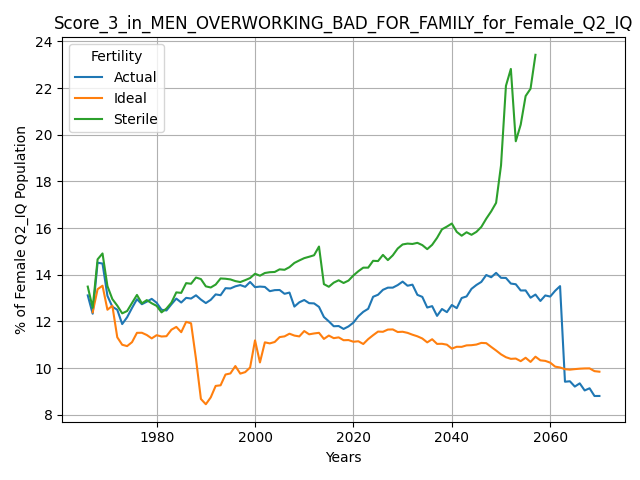 Score_3_in_MEN_OVERWORKING_BAD_FOR_FAMILY_for_Female_Q2_IQ
Fertility
Actual
Ideal
Sterile
% of Female Q2_IQ Population
24
22
20
18
16
14
12
10
8
1980
2000
2020
2040
2060
Years